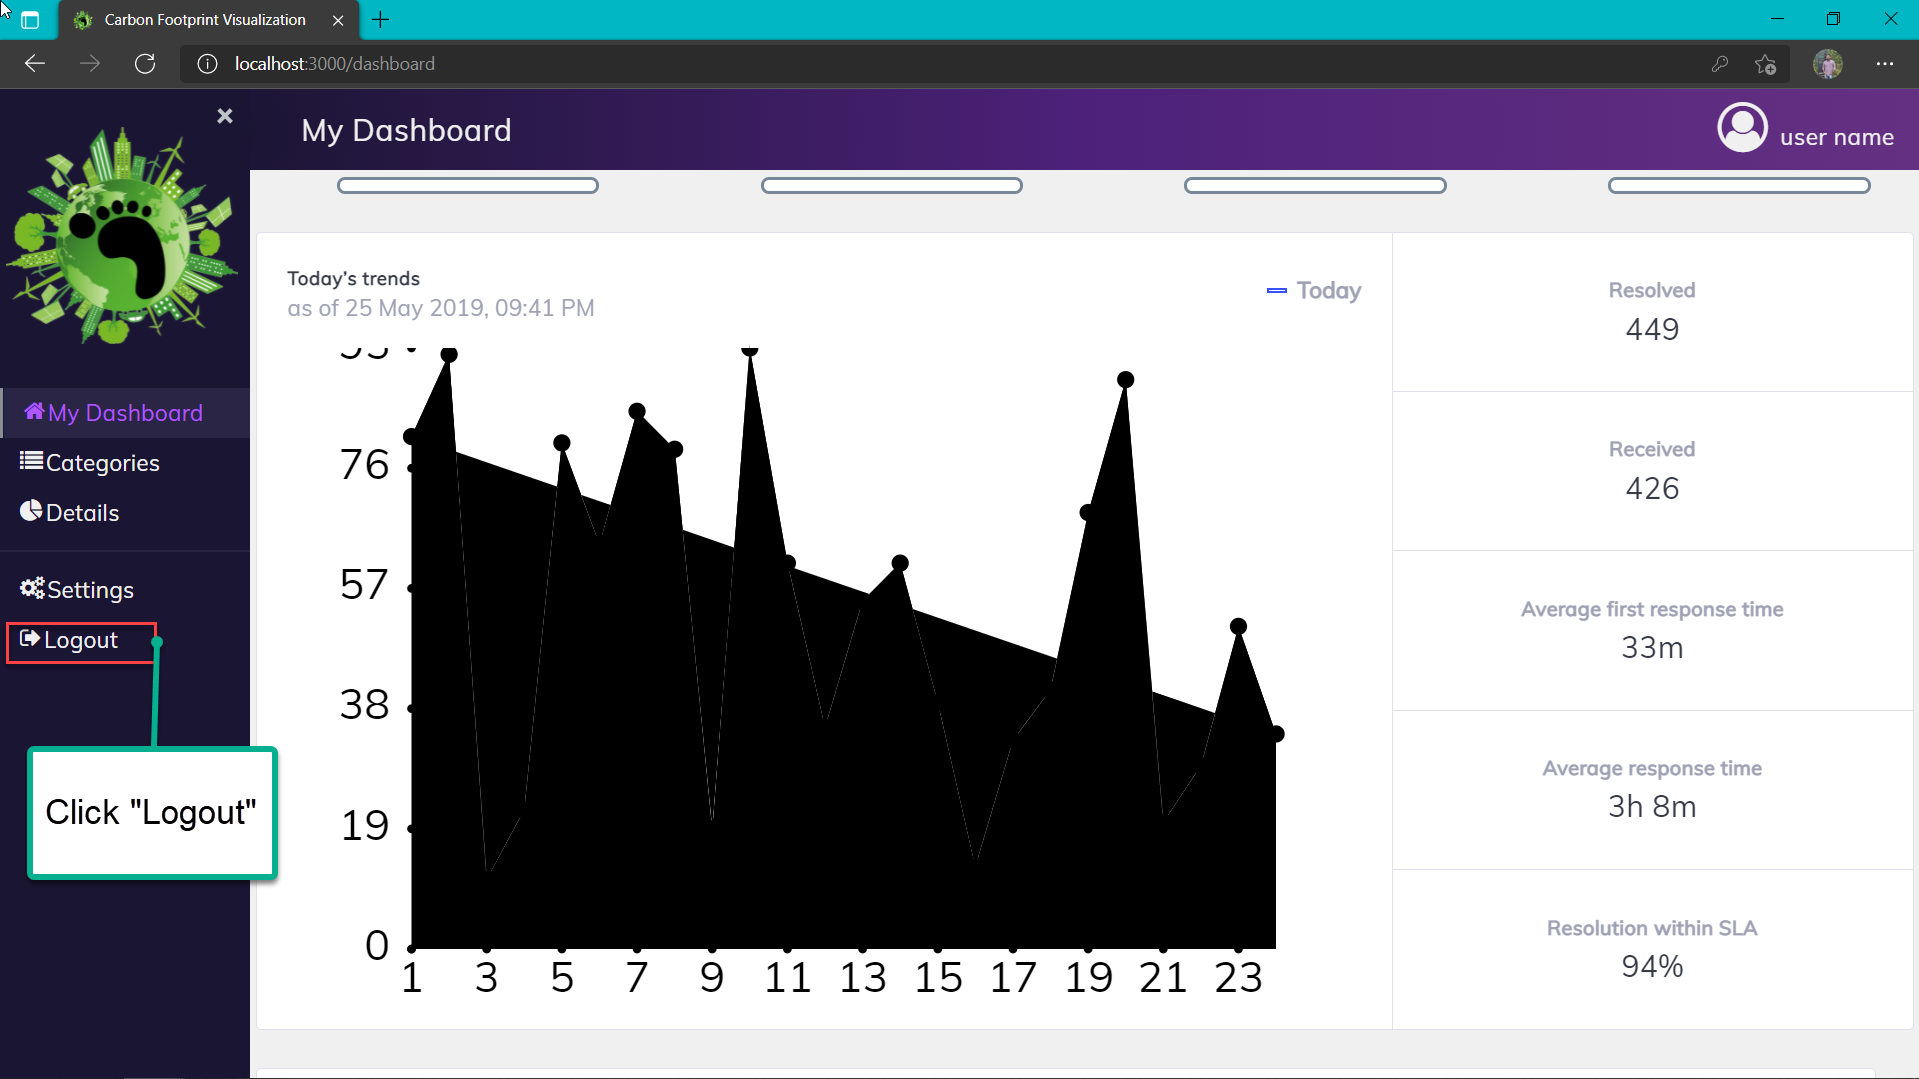 Carbon Footprint Visualization
localhost:3000/dashboard
My Dashboard
user name
My Dashboard
Categories
Details
Settings
Logout
Click "Logout"
Today's trends
as of 25 May 2019, 09:41 PM
Today
76
57
38
19
0
1 3 5 7 9 11 13 15 17 19 21 23
Resolved
449
Received
426
Average first response time
33m
Average response time
3h 8m
Resolution within SLA
94%